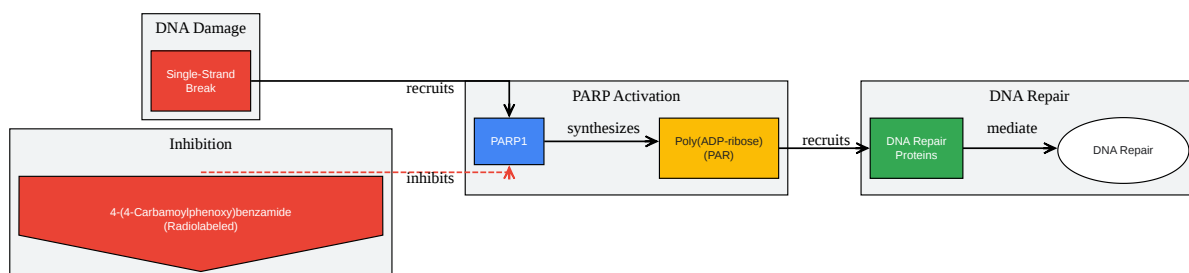 DNA Damage
Single-Strand
Break
recruits
PARP Activation
PARP1
synthesizes
Poly(ADP-ribose)
(PAR)
recruits
DNA Repair
DNA Repair
Proteins
mediate
DNA Repair
Inhibition
inhibits
4-(4-Carbamoylphenoxy)benzamide
(Radiolabeled)